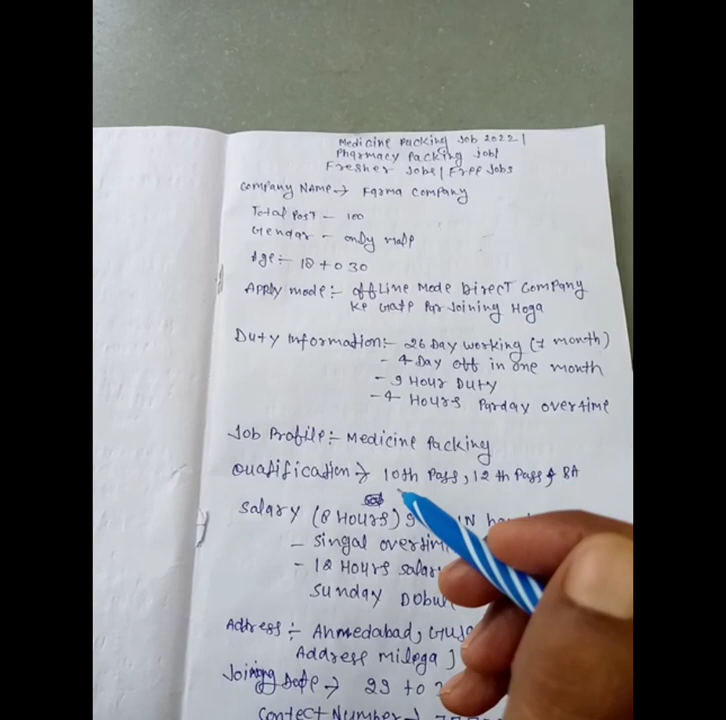 Medicine Packing Job 2022|
Pharmacy Packing job|
Fresher Jobs| Free Jobs
Company Name → Farma Company
Total Post - 100
Gendar - only male
Age :- 18 to 30
Apply mode :- offLine Mode Direct Company
ke Gate Par Joining Hoga
Duty Information :- 26 Day working (1 month)
- 4 Day off in one month
- 9 Hour Duty
- 4 Hours Parday overtime
Job Profile :- Medicine Packing
Qualification → 10th Pass, 12th Pass, BA
Salary (8 Hours)
- Singal
- 12 Hours
Sunday
Address :- Ahmedabad,
Address Milega ]
Joining Date → 29 to
Contect Number →